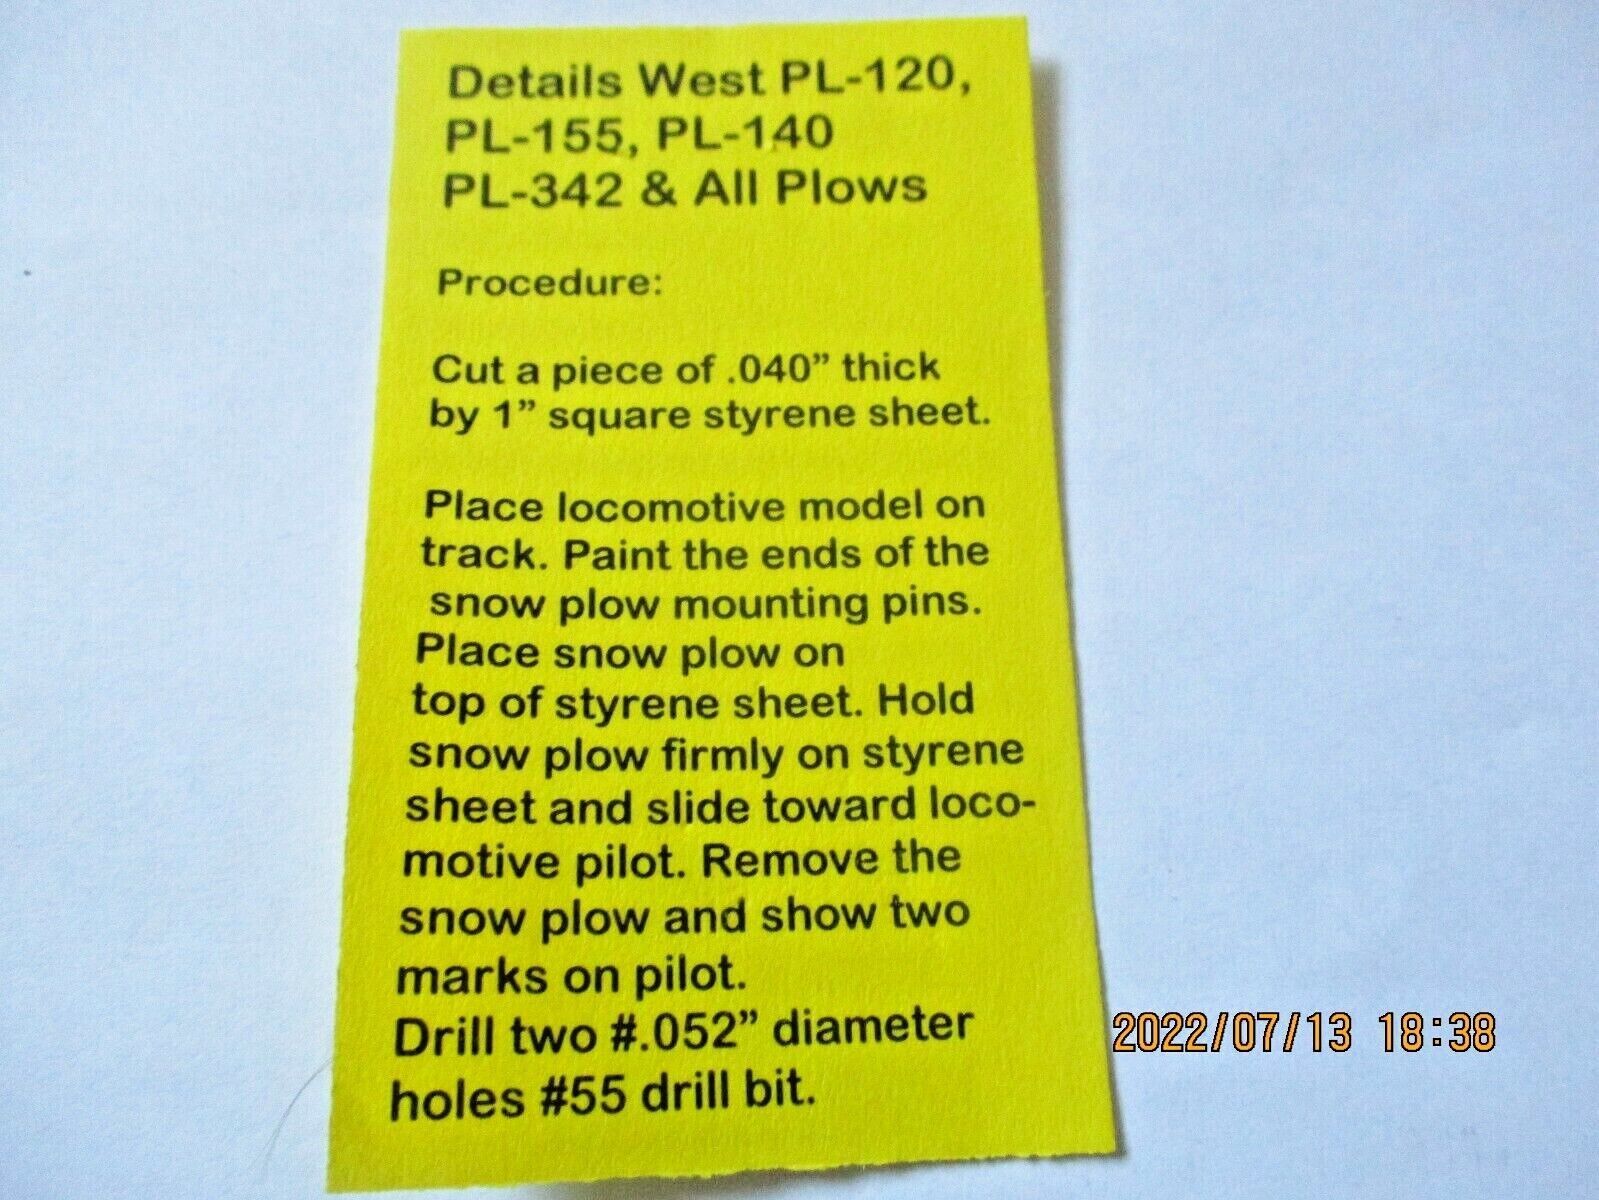 Details West PL-120,
PL-155, PL-140
PL-342 & All Plows
Procedure:
Cut a piece of .040” thick
by 1” square styrene sheet.
Place locomotive model on
track. Paint the ends of the
snow plow mounting pins.
Place snow plow on
top of styrene sheet. Hold
snow plow firmly on styrene
sheet and slide toward loco-
motive pilot. Remove the
snow plow and show two
marks on pilot.
Drill two #.052” diameter
holes #55 drill bit.
2022/07/13 18:38